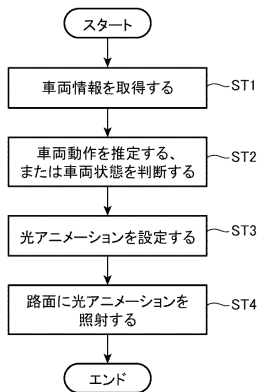 スタート
車両情報を取得する
ST1
車両動作を推定する、
または車両状態を判断する
ST2
光アニメーションを設定する
ST3
路面に光アニメーションを
照射する
ST4
エンド